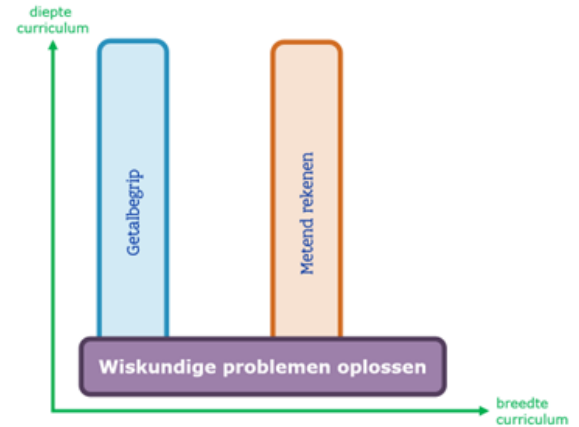 diepte
curriculum
Getalbegrip
Metend rekenen
Wiskundige problemen oplossen
breedte
curriculum